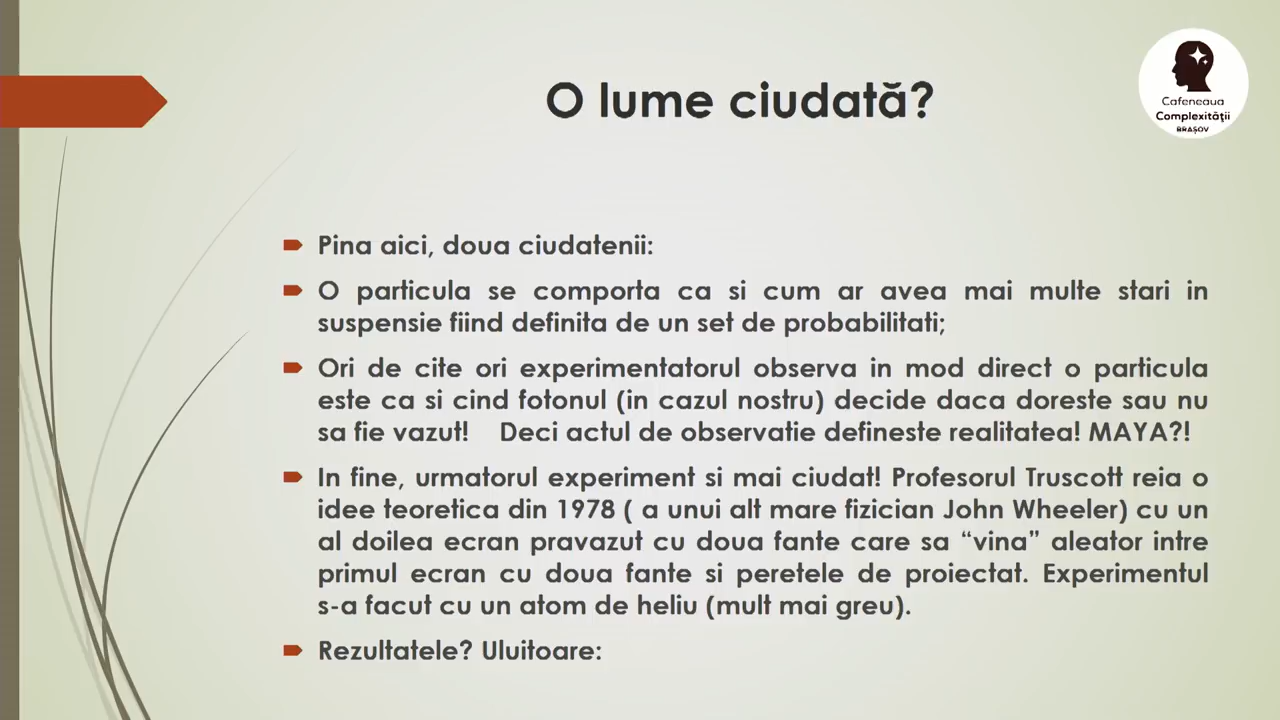 O lume ciudată?
Cafeneaua
Complexităţii
BRAŞOV
Pina aici, doua ciudatenii:
O particula se comporta ca si cum ar avea mai multe stari in
suspensie fiind definita de un set de probabilitati;
Ori de cite ori experimentatorul observa in mod direct o particula
este ca si cind fotonul (in cazul nostru) decide daca doreste sau nu
sa fie vazut! Deci actul de observatie defineste realitatea! MAYA?!
In fine, urmatorul experiment si mai ciudat! Profesorul Truscott reia o
idee teoretica din 1978 ( a unui alt mare fizician John Wheeler) cu un
al doilea ecran pravazut cu doua fante care sa “vina” aleator intre
primul ecran cu doua fante si peretele de proiectat. Experimentul
s-a facut cu un atom de heliu (mult mai greu).
Rezultatele? Uluitoare: